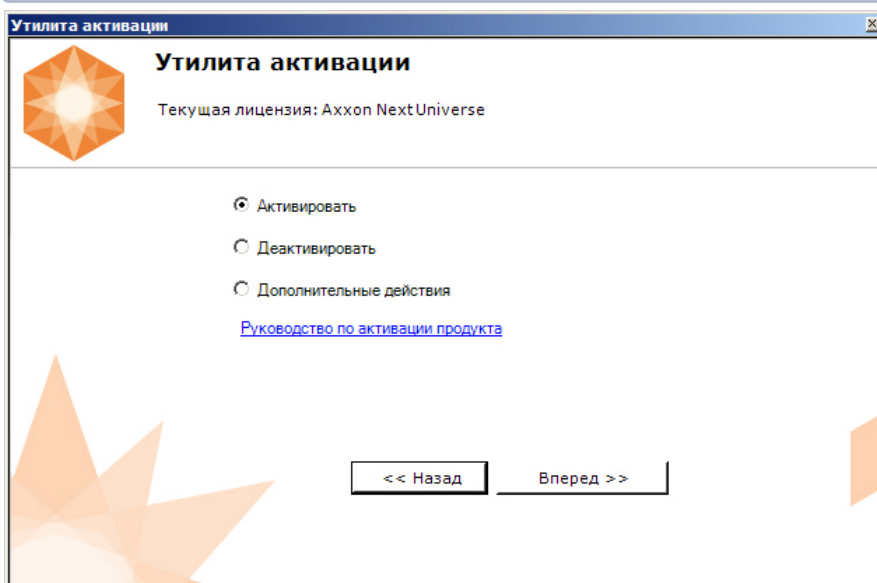 Утилита активации
Утилита активации
Текущая лицензия: Axxon Next Universe
Активировать
Деактивировать
Дополнительные действия
Руководство по активации продукта
<< Назад
Вперед >>